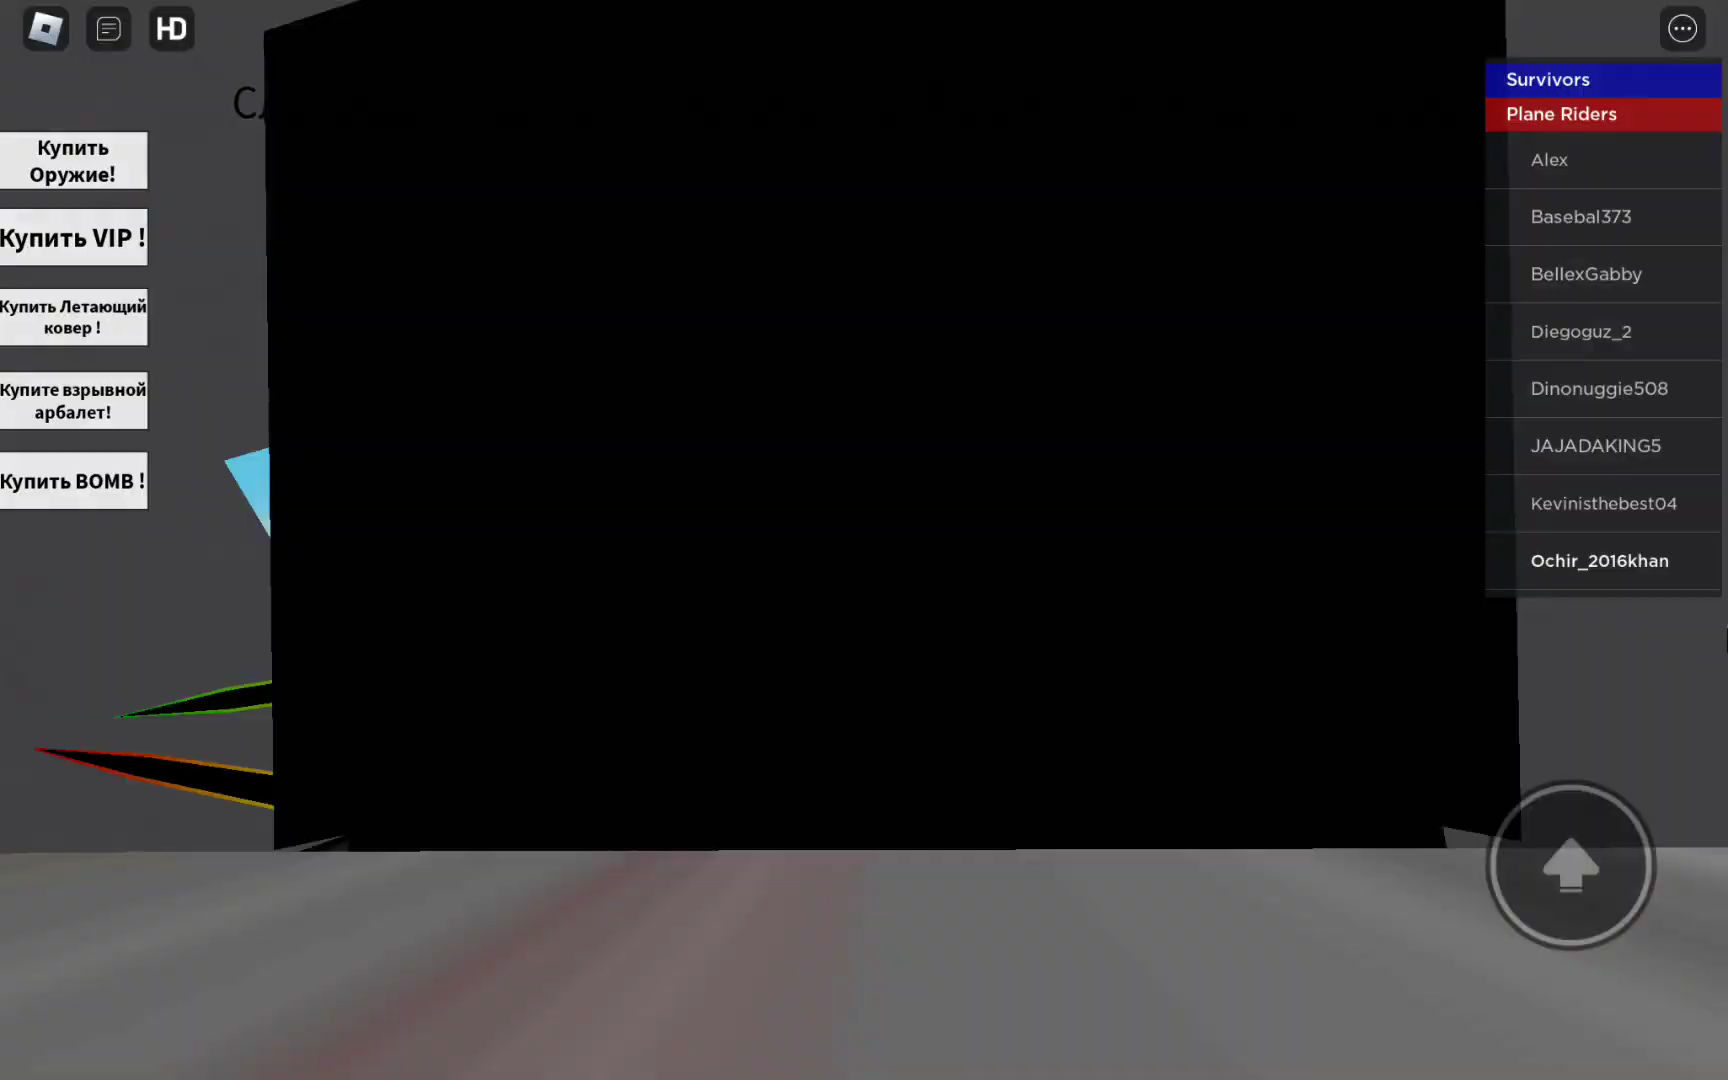 HD
Купить
Оружие!
Купить VIP !
Купить Летающий
ковер !
Купите взрывной
арбалет!
Купить BOMB !
Survivors
Plane Riders
Alex
Basebal373
BellexGabby
Diegoguz_2
Dinonuggie508
JAJADAKING5
Kevinisthebest04
Ochir_2016khan